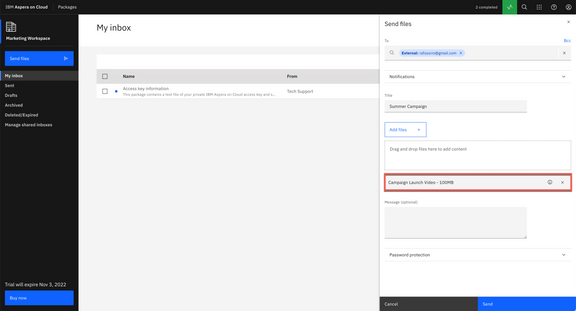 IBM Aspera on Cloud
Packages
2 completed
Marketing Workspace
Send files
My inbox
Sent
Drafts
Archived
Deleted/Expired
Manage shared inboxes
Trial will expire Nov 3, 2022
Buy now
My inbox
Name
From
Access key information
This package contains a text file of your private IBM Aspera on Cloud access key and s...
Tech Support
Send files
To
Bcc
External:
Notifications
Title
Summer Campaign
Add files +
Drag and drop files here to add content
Campaign Launch Video - 100MB
Message (optional)
Password protection
Cancel
Send